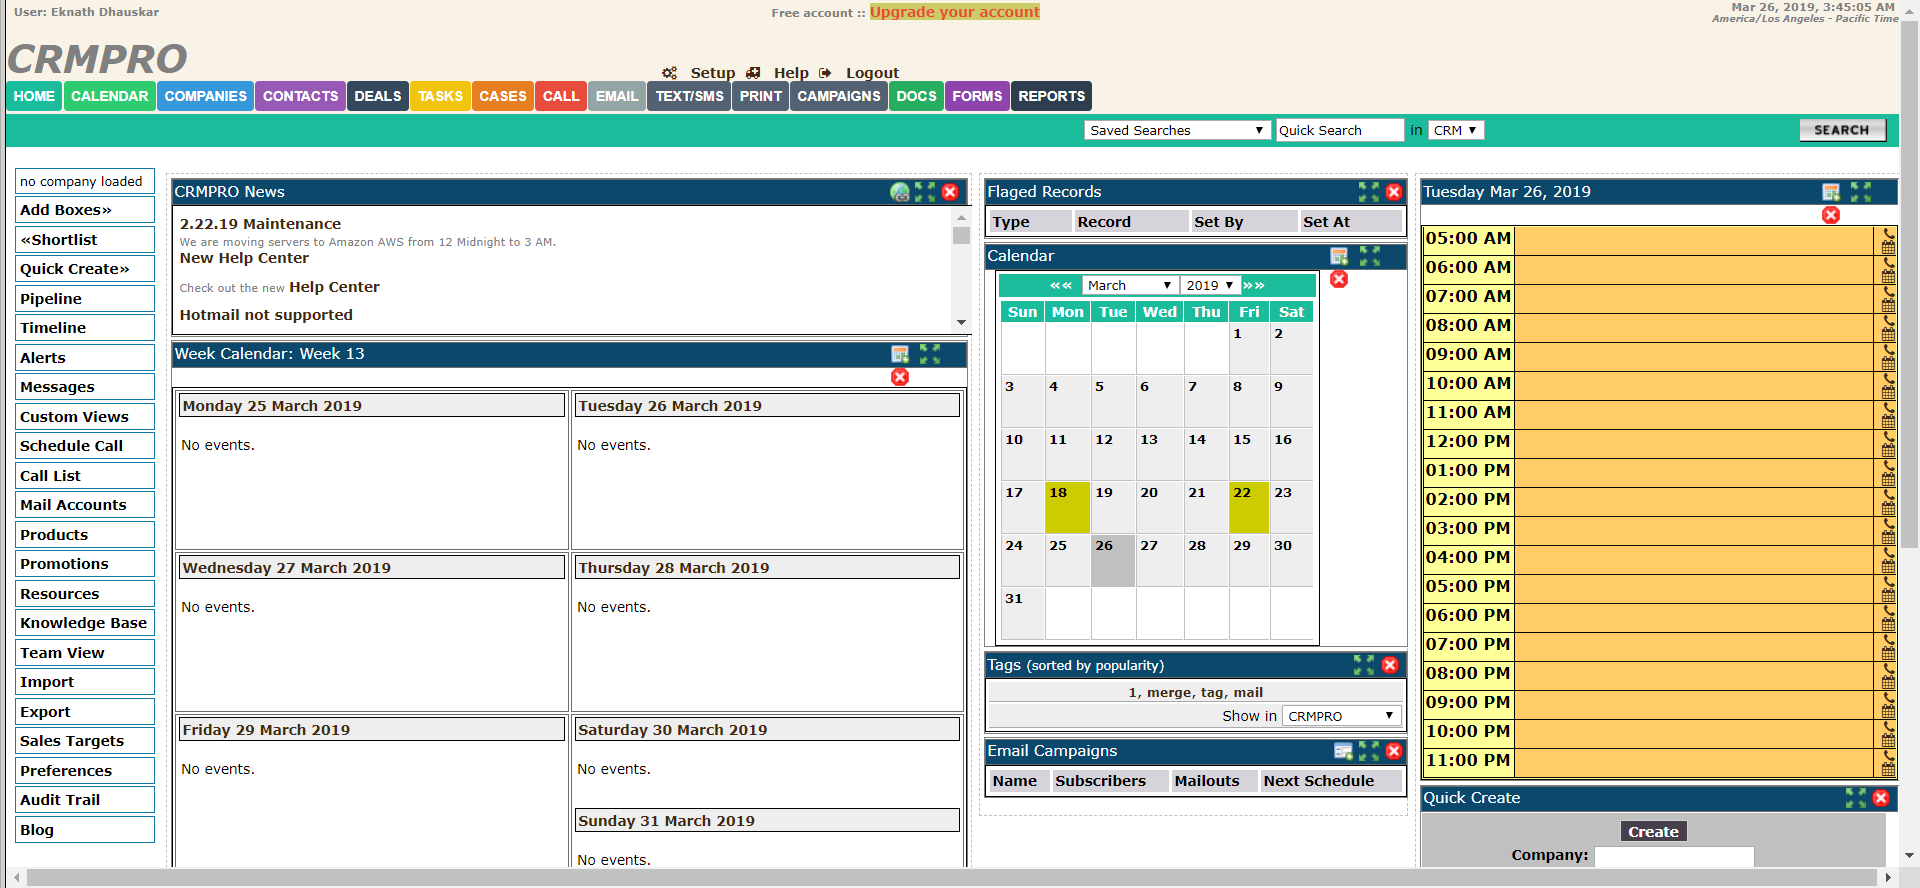 User: Eknath Dhauskar
Free account :: Upgrade your account
Mar 26, 2019, 3:45:05 AM
America/Los Angeles - Pacific Time
CRMPRO
Setup Help Logout
HOME CALENDAR COMPANIES CONTACTS DEALS TASKS CASES CALL EMAIL TEXT/SMS PRINT CAMPAIGNS DOCS FORMS REPORTS
Saved Searches Quick Search in CRM SEARCH
no company loaded
Add Boxes»
«Shortlist
Quick Create»
Pipeline
Timeline
Alerts
Messages
Custom Views
Schedule Call
Call List
Mail Accounts
Products
Promotions
Resources
Knowledge Base
Team View
Import
Export
Sales Targets
Preferences
Audit Trail
Blog
CRMPRO News
2.22.19 Maintenance
We are moving servers to Amazon AWS from 12 Midnight to 3 AM.
New Help Center
Check out the new Help Center
Hotmail not supported
Week Calendar: Week 13
Monday 25 March 2019
No events.
Tuesday 26 March 2019
No events.
Wednesday 27 March 2019
No events.
Thursday 28 March 2019
No events.
Friday 29 March 2019
No events.
Saturday 30 March 2019
No events.
Sunday 31 March 2019
No events.
Flaged Records
Type Record Set By Set At
Calendar
«« March 2019 »»
Sun Mon Tue Wed Thu Fri Sat
1 2
3 4 5 6 7 8 9
10 11 12 13 14 15 16
17 18 19 20 21 22 23
24 25 26 27 28 29 30
31
Tags (sorted by popularity)
1, merge, tag, mail
Show in CRMPRO
Email Campaigns
Name Subscribers Mailouts Next Schedule
Tuesday Mar 26, 2019
05:00 AM
06:00 AM
07:00 AM
08:00 AM
09:00 AM
10:00 AM
11:00 AM
12:00 PM
01:00 PM
02:00 PM
03:00 PM
04:00 PM
05:00 PM
06:00 PM
07:00 PM
08:00 PM
09:00 PM
10:00 PM
11:00 PM
Quick Create
Create
Company: